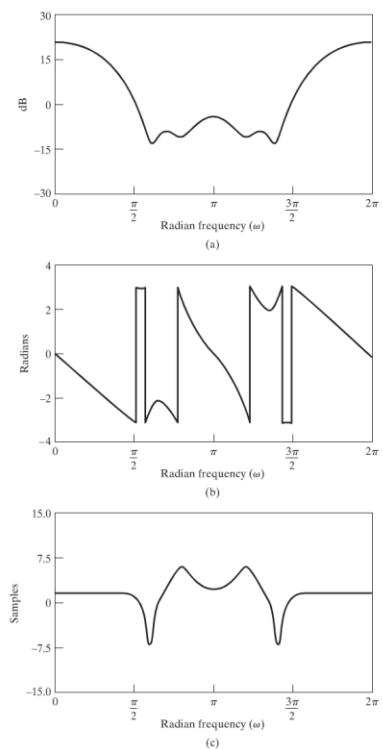 30
15
dB
0
−15
−30
0
π/2
π
3π/2
2π
Radian frequency (ω)
(a)
4
2
Radians
0
−2
−4
0
π/2
π
3π/2
2π
Radian frequency (ω)
(b)
15.0
7.5
Samples
0
−7.5
−15.0
0
π/2
π
3π/2
2π
Radian frequency (ω)
(c)